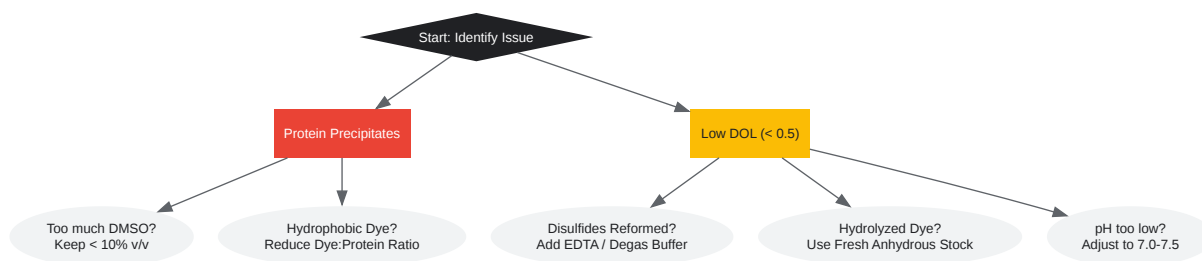 Start: Identify Issue
Protein Precipitates
Low DOL (< 0.5)
Too much DMSO?
Keep < 10% v/v
Hydrophobic Dye?
Reduce Dye:Protein Ratio
Disulfides Reformed?
Add EDTA / Degas Buffer
Hydrolyzed Dye?
Use Fresh Anhydrous Stock
pH too low?
Adjust to 7.0-7.5